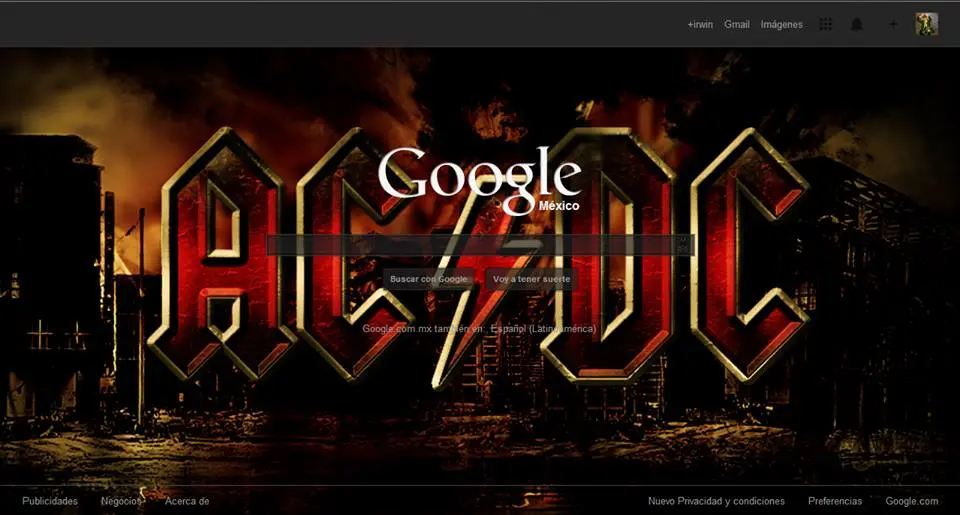 +irwin Gmail Imágenes
AC DC
Google
México
Buscar con Google Voy a tener suerte
Google.com.mx también en: Español (Latinoamérica)
Publicidades Negocios Acerca de Nuevo Privacidad y condiciones Preferencias Google.com